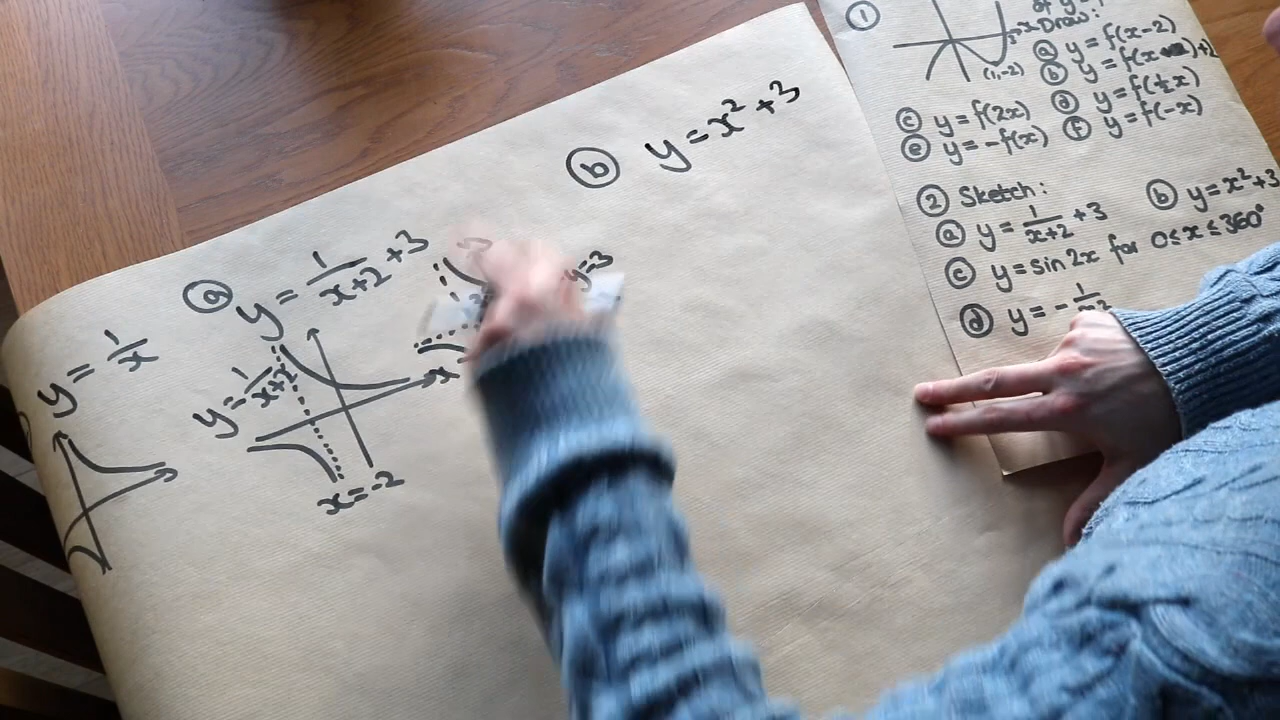 y = 1/x
ⓐ y = 1/(x+2) + 3
y = 1/(x+2)
x = -2
y=3
ⓑ y = x² + 3
①
Draw:
(1,-2)
ⓐ y = f(x-2)
ⓑ y = f(x
ⓒ y = f(2x) ⓓ y = f(½x)
ⓔ y = -f(x) ⓕ y = f(-x)
② Sketch:
ⓐ y = 1/(x+2) + 3 ⓑ y = x² + 3
ⓒ y = sin 2x for 0 ≤ x ≤ 360°
ⓓ y = -